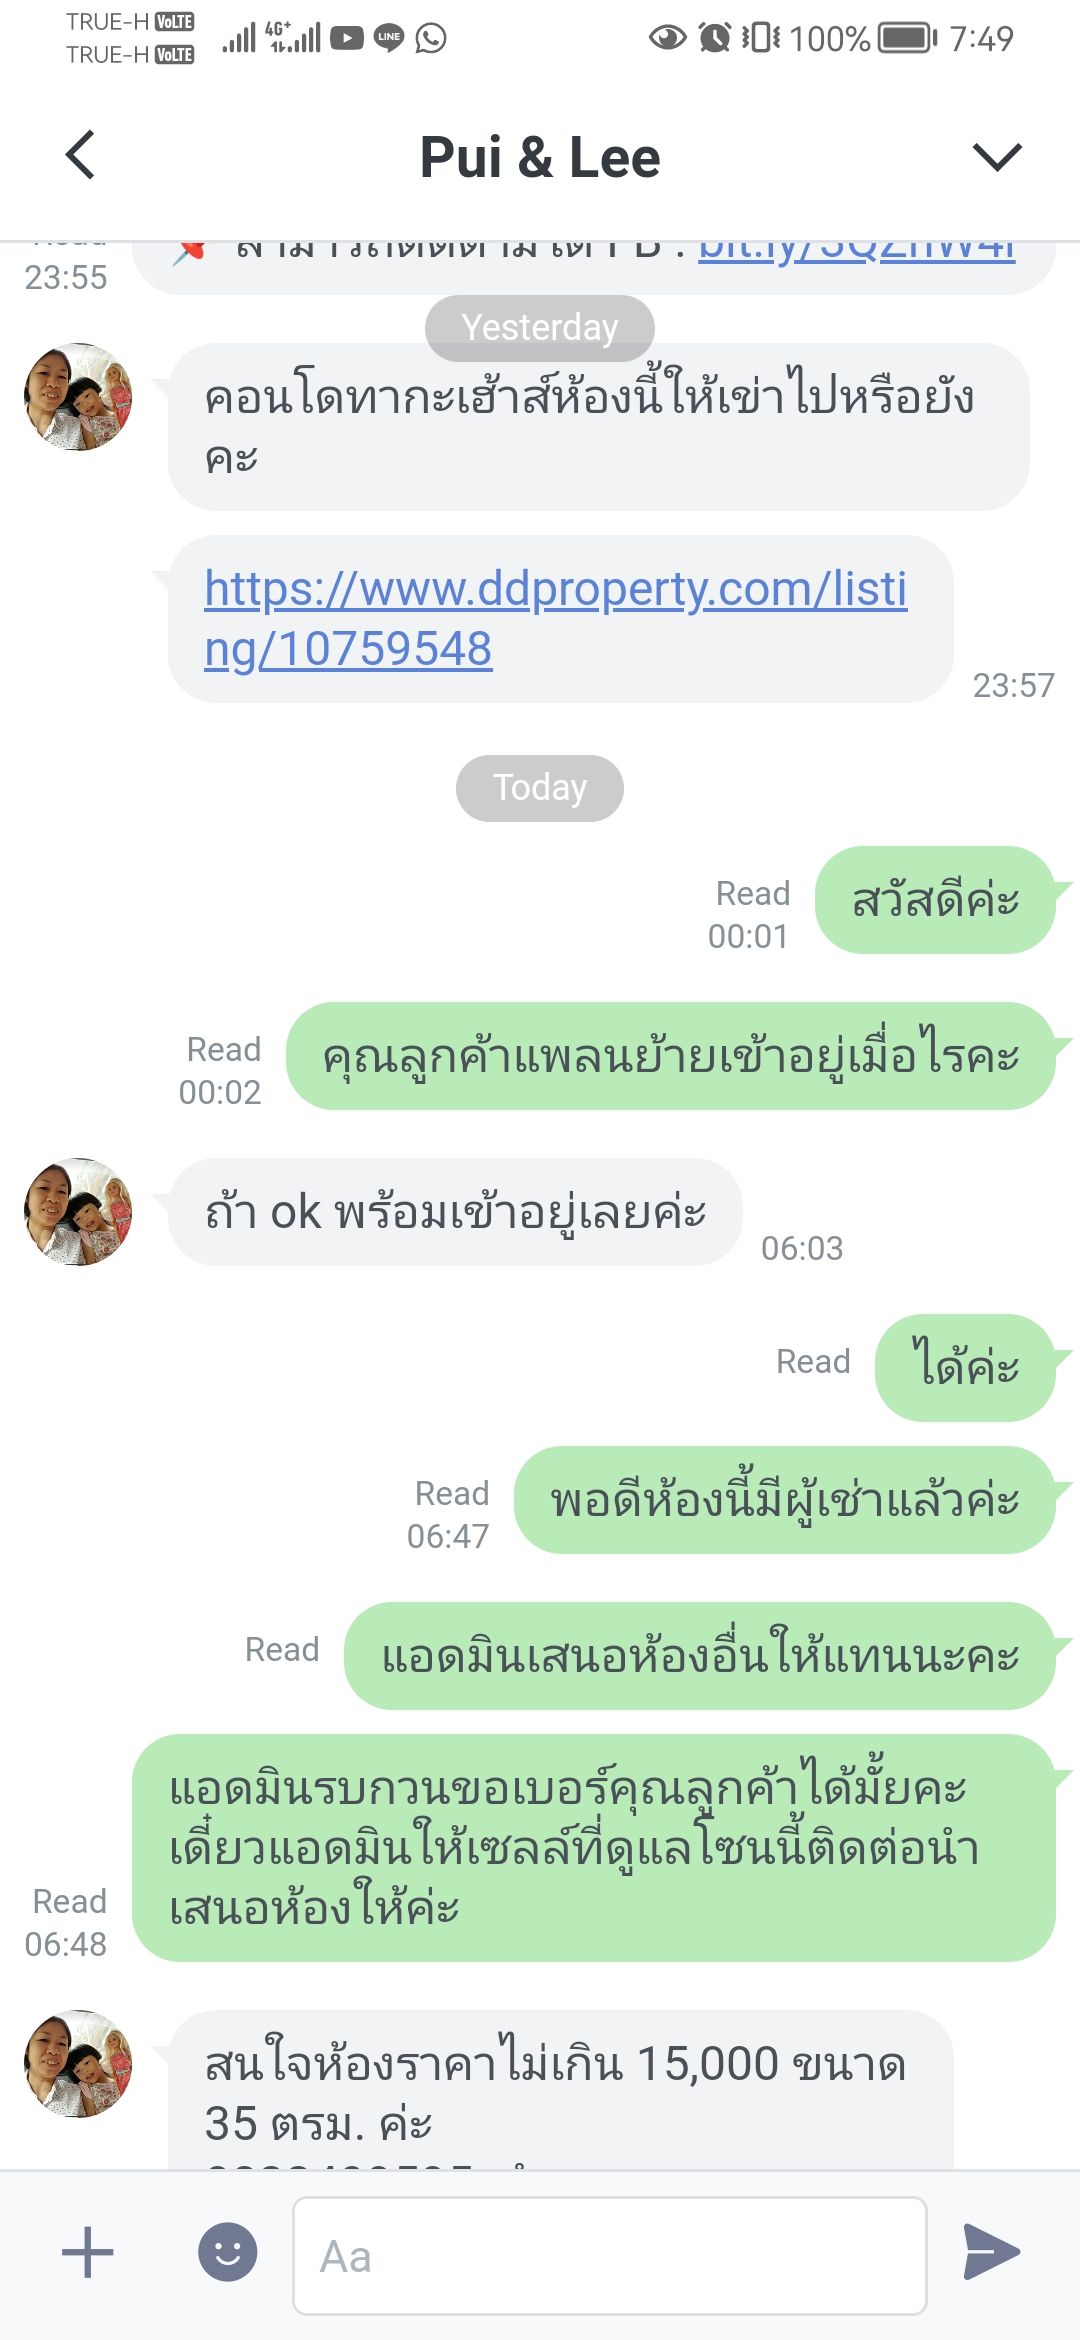 TRUE-H VoLTE
TRUE-H VoLTE
4G+
LINE
100%
7:49
Pui & Lee
23:55
Yesterday
คอนโดทากะเฮ้าส์ห้องนี้ให้เข่าไปหรือยัง
คะ
https://www.ddproperty.com/listi
ng/10759548
23:57
Today
Read
00:01
สวัสดีค่ะ
Read
00:02
คุณลูกค้าแพลนย้ายเข้าอยู่เมื่อไรคะ
ถ้า ok พร้อมเข้าอยู่เลยค่ะ
06:03
Read
ได้ค่ะ
Read
06:47
พอดีห้องนี้มีผู้เช่าแล้วค่ะ
Read
แอดมินเสนอห้องอื่นให้แทนนะคะ
แอดมินรบกวนขอเบอร์คุณลูกค้าได้มั้ยคะ
เดี๋ยวแอดมินให้เซลล์ที่ดูแลโซนนี้ติดต่อนำ
เสนอห้องให้ค่ะ
Read
06:48
สนใจห้องราคาไม่เกิน 15,000 ขนาด
35 ตรม. ค่ะ
Aa